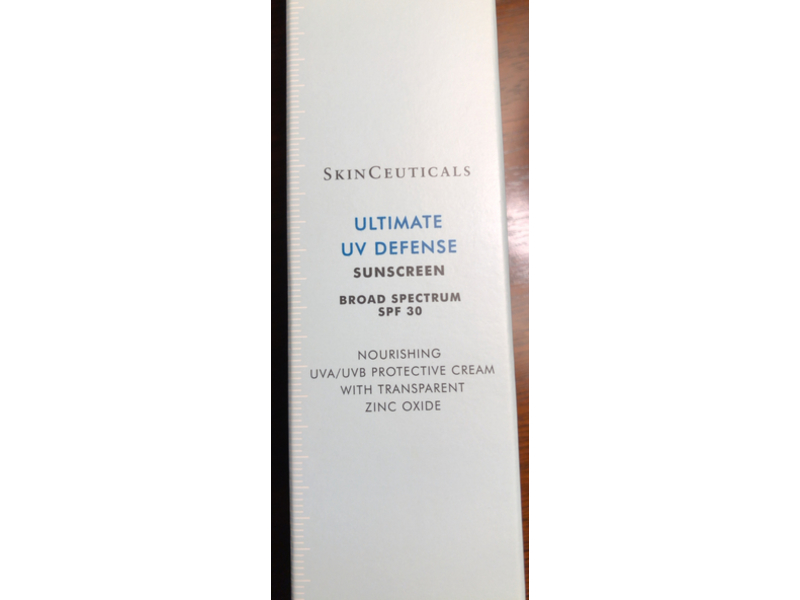 SKINCEUTICALS
ULTIMATE
UV DEFENSE
SUNSCREEN
BROAD SPECTRUM
SPF 30
NOURISHING
UVA/UVB PROTECTIVE CREAM
WITH TRANSPARENT
ZINC OXIDE